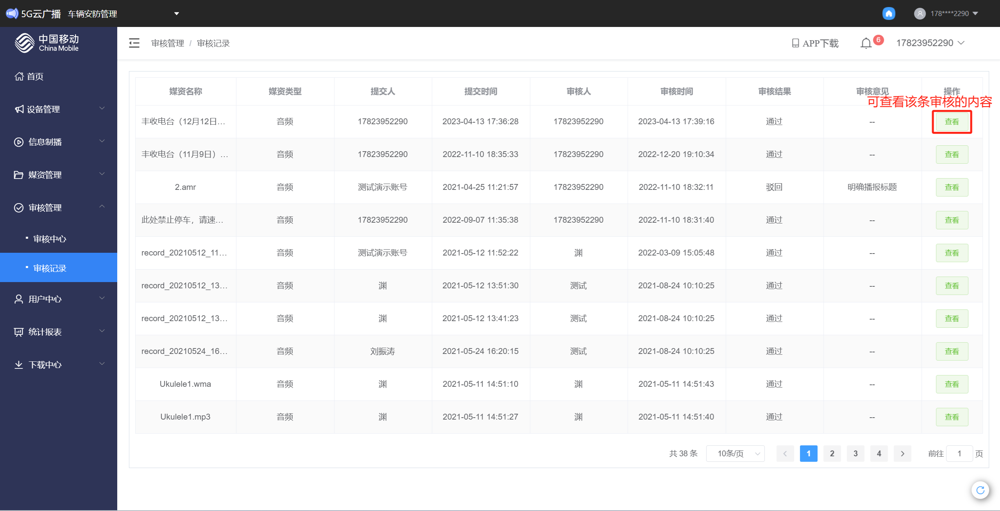 5G云广播 车辆安防管理 178****2290
中国移动
China Mobile
审核管理 / 审核记录 APP下载 6 17823952290
首页
设备管理
信息制播
媒资管理
审核管理
审核中心
审核记录
用户中心
统计报表
下载中心
媒资名称 媒资类型 提交人 提交时间 审核人 审核时间 审核结果 审核意见 操作
可查看该条审核的内容
丰收电台（12月12日... 音频 17823952290 2023-04-13 17:36:28 17823952290 2023-04-13 17:39:16 通过 -- 查看
丰收电台（11月9日）... 音频 17823952290 2022-11-10 18:35:33 17823952290 2022-12-20 19:10:34 通过 -- 查看
2.amr 音频 测试演示账号 2021-04-25 11:21:57 17823952290 2022-11-10 18:32:11 驳回 明确播报标题 查看
此处禁止停车，请速... 音频 17823952290 2022-09-07 11:35:38 17823952290 2022-11-10 18:31:40 通过 -- 查看
record_20210512_11... 音频 测试演示账号 2021-05-12 11:52:22 渊 2022-03-09 15:05:48 通过 -- 查看
record_20210512_13... 音频 渊 2021-05-12 13:51:30 测试 2021-08-24 10:10:25 通过 -- 查看
record_20210512_13... 音频 渊 2021-05-12 13:41:23 测试 2021-08-24 10:10:25 通过 -- 查看
record_20210524_16... 音频 刘振涛 2021-05-24 16:20:15 测试 2021-08-24 10:10:25 通过 -- 查看
Ukulele1.wma 音频 渊 2021-05-11 14:51:10 渊 2021-05-11 14:51:43 通过 -- 查看
Ukulele1.mp3 音频 渊 2021-05-11 14:51:27 渊 2021-05-11 14:51:40 通过 -- 查看
共 38 条 10条/页 1 2 3 4 前往 1 页